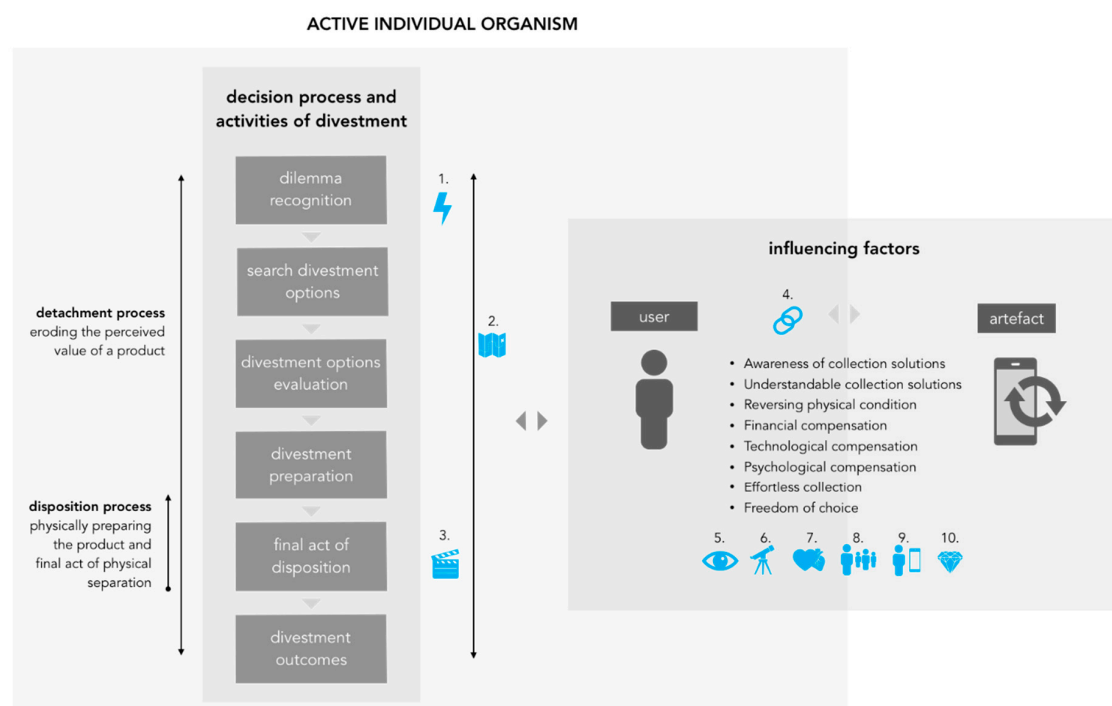 ACTIVE INDIVIDUAL ORGANISM
decision process and
activities of divestment
dilemma
recognition
search divestment
options
divestment options
evaluation
divestment
preparation
final act of
disposition
divestment
outcomes
detachment process
eroding the perceived
value of a product
disposition process
physically preparing
the product and
final act of physical
separation
1.
2.
3.
influencing factors
4.
user
artefact
• Awareness of collection solutions
• Understandable collection solutions
• Reversing physical condition
• Financial compensation
• Technological compensation
• Psychological compensation
• Effortless collection
• Freedom of choice
5. 6. 7. 8. 9. 10.